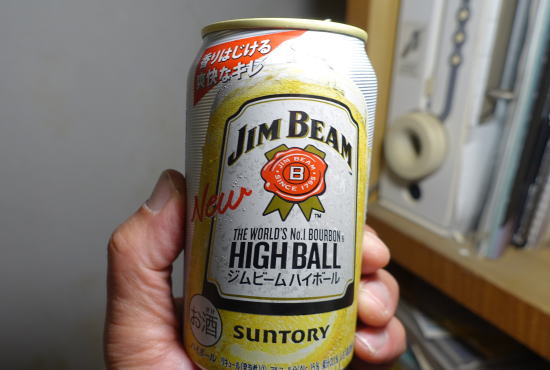 香りはじける
爽快なキレ
JIM BEAM
JIM BEAM
B
SINCE 1795
New
THE WORLD'S No.1 BOURBON
HIGH BALL
ジムビームハイボール
お酒
SUNTORY